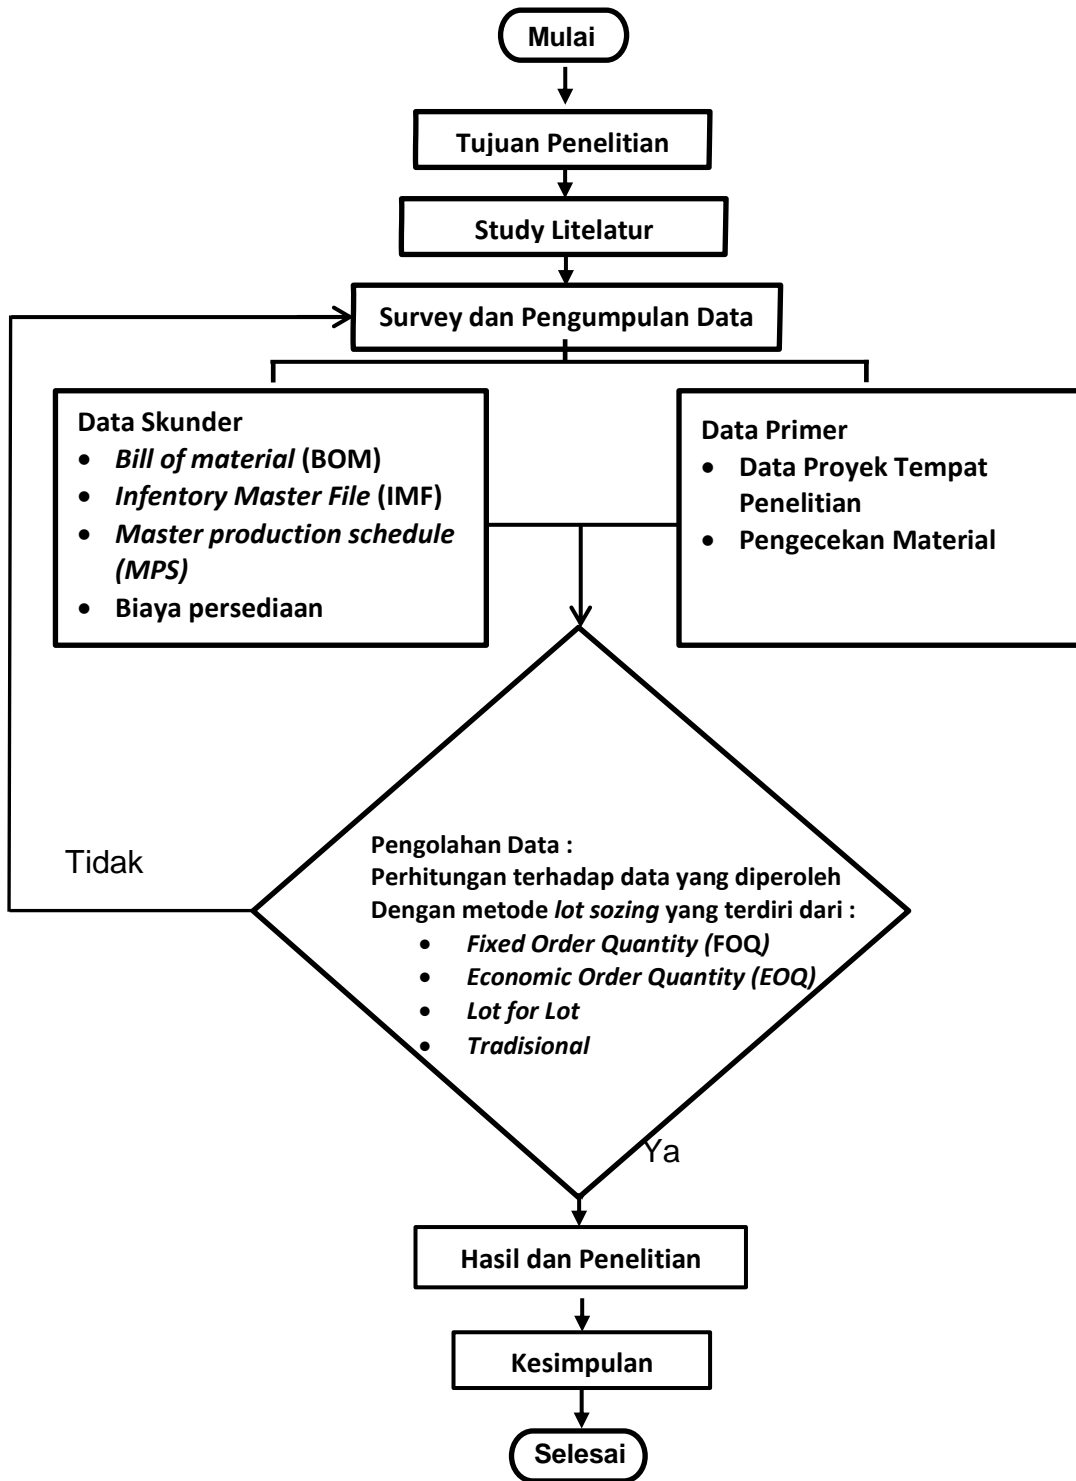 Mulai
Tujuan Penelitian
Study Litelatur
Survey dan Pengumpulan Data
Data Skunder
• Bill of material (BOM)
• Infentory Master File (IMF)
• Master production schedule
(MPS)
• Biaya persediaan
Data Primer
• Data Proyek Tempat
Penelitian
• Pengecekan Material
Tidak
Pengolahan Data :
Perhitungan terhadap data yang diperoleh
Dengan metode lot sozing yang terdiri dari :
• Fixed Order Quantity (FOQ)
• Economic Order Quantity (EOQ)
• Lot for Lot
• Tradisional
Ya
Hasil dan Penelitian
Kesimpulan
Selesai